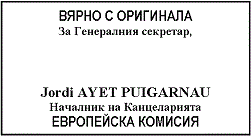 ВЯРНО С ОРИГИНАЛА
За Генералния секретар,
Jordi AYET PUIGARNAU
Началник на Канцеларията
ЕВРОПЕЙСКА КОМИСИЯ